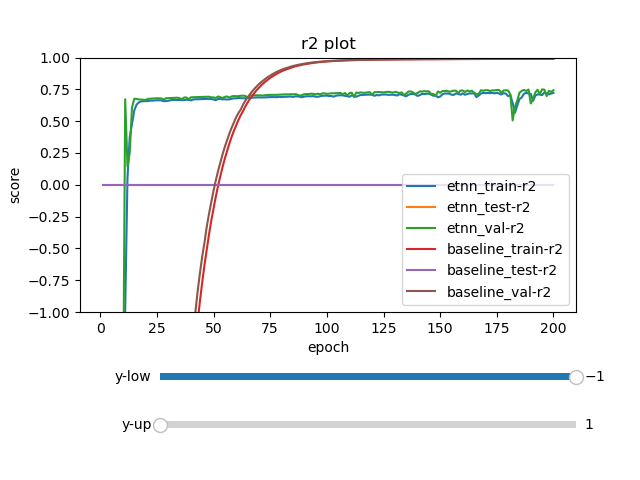 r2 plot
1.00
0.75
0.50
0.25
0.00
−0.25
−0.50
−0.75
−1.00
score
etnn_train-r2
etnn_test-r2
etnn_val-r2
baseline_train-r2
baseline_test-r2
baseline_val-r2
0 25 50 75 100 125 150 175 200
epoch
y-low −1
y-up 1